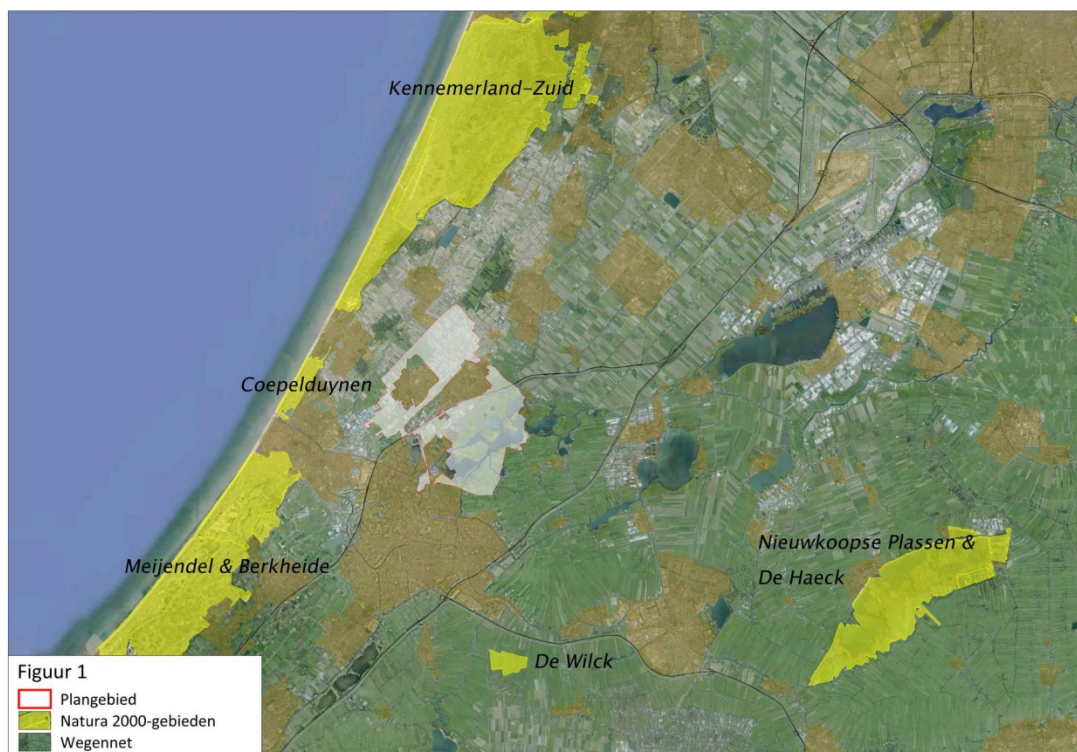 Kennemerland-Zuid
Coepelduynen
Meijendel & Berkheide
Nieuwkoopse Plassen &
De Haeck
De Wilck
Figuur 1
Plangebied
Natura 2000-gebieden
Wegennet